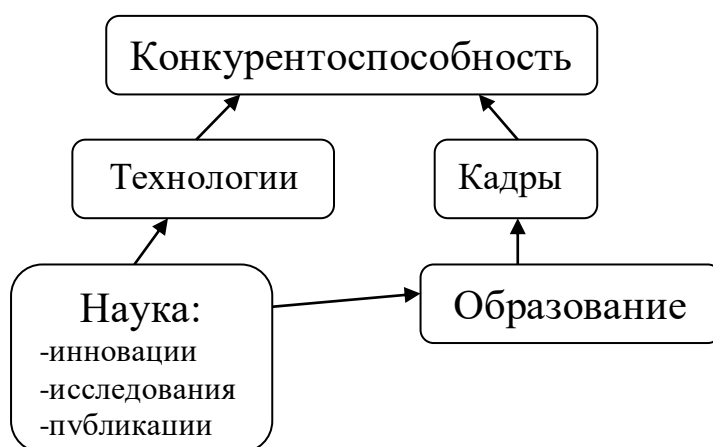 Конкурентоспособность
Технологии
Кадры
Наука:
-инновации
-исследования
-публикации
Образование